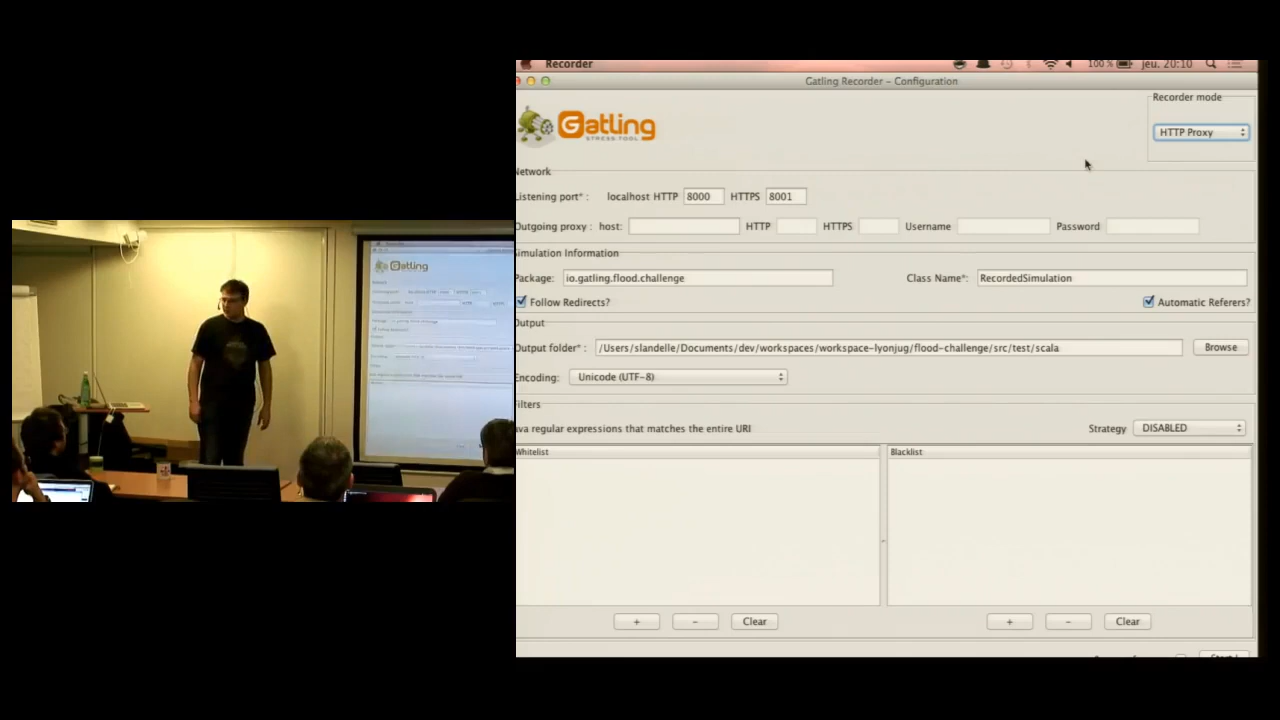 Recorder 100 % jeu. 20:10
Gatling Recorder – Configuration
Recorder mode
Gatling
STRESS TOOL
HTTP Proxy
Network
Listening port* : localhost HTTP 8000 HTTPS 8001
Outgoing proxy : host: HTTP HTTPS Username Password
Simulation Information
Package: io.gatling.flood.challenge Class Name*: RecordedSimulation
Follow Redirects? Automatic Referers?
Output
Output folder* : /Users/slandelle/Documents/dev/workspaces/workspace-lyonjug/flood-challenge/src/test/scala Browse
Encoding: Unicode (UTF-8)
Filters
ava regular expressions that matches the entire URI Strategy DISABLED
Whitelist Blacklist
+ – Clear + – Clear
Gatling